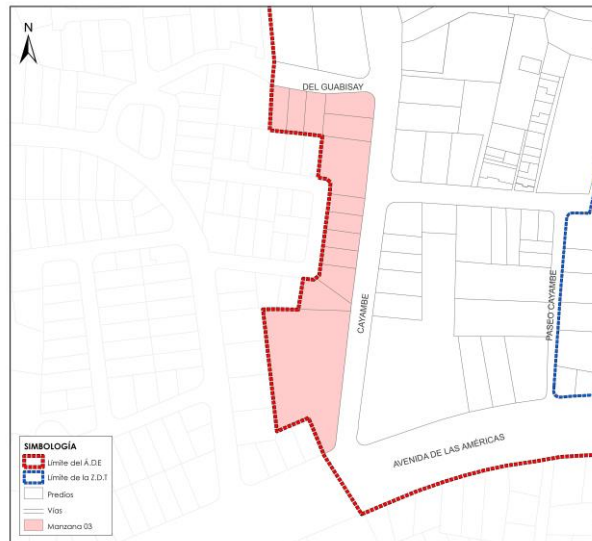 N
DEL GUABISAY
CAYAMBE
PASEO CAYAMBE
AVENIDA DE LAS AMÉRICAS
SIMBOLOGÍA
Límite del Á.D.E
Límite de la Z.D.T
Predios
Vías
Manzana 03